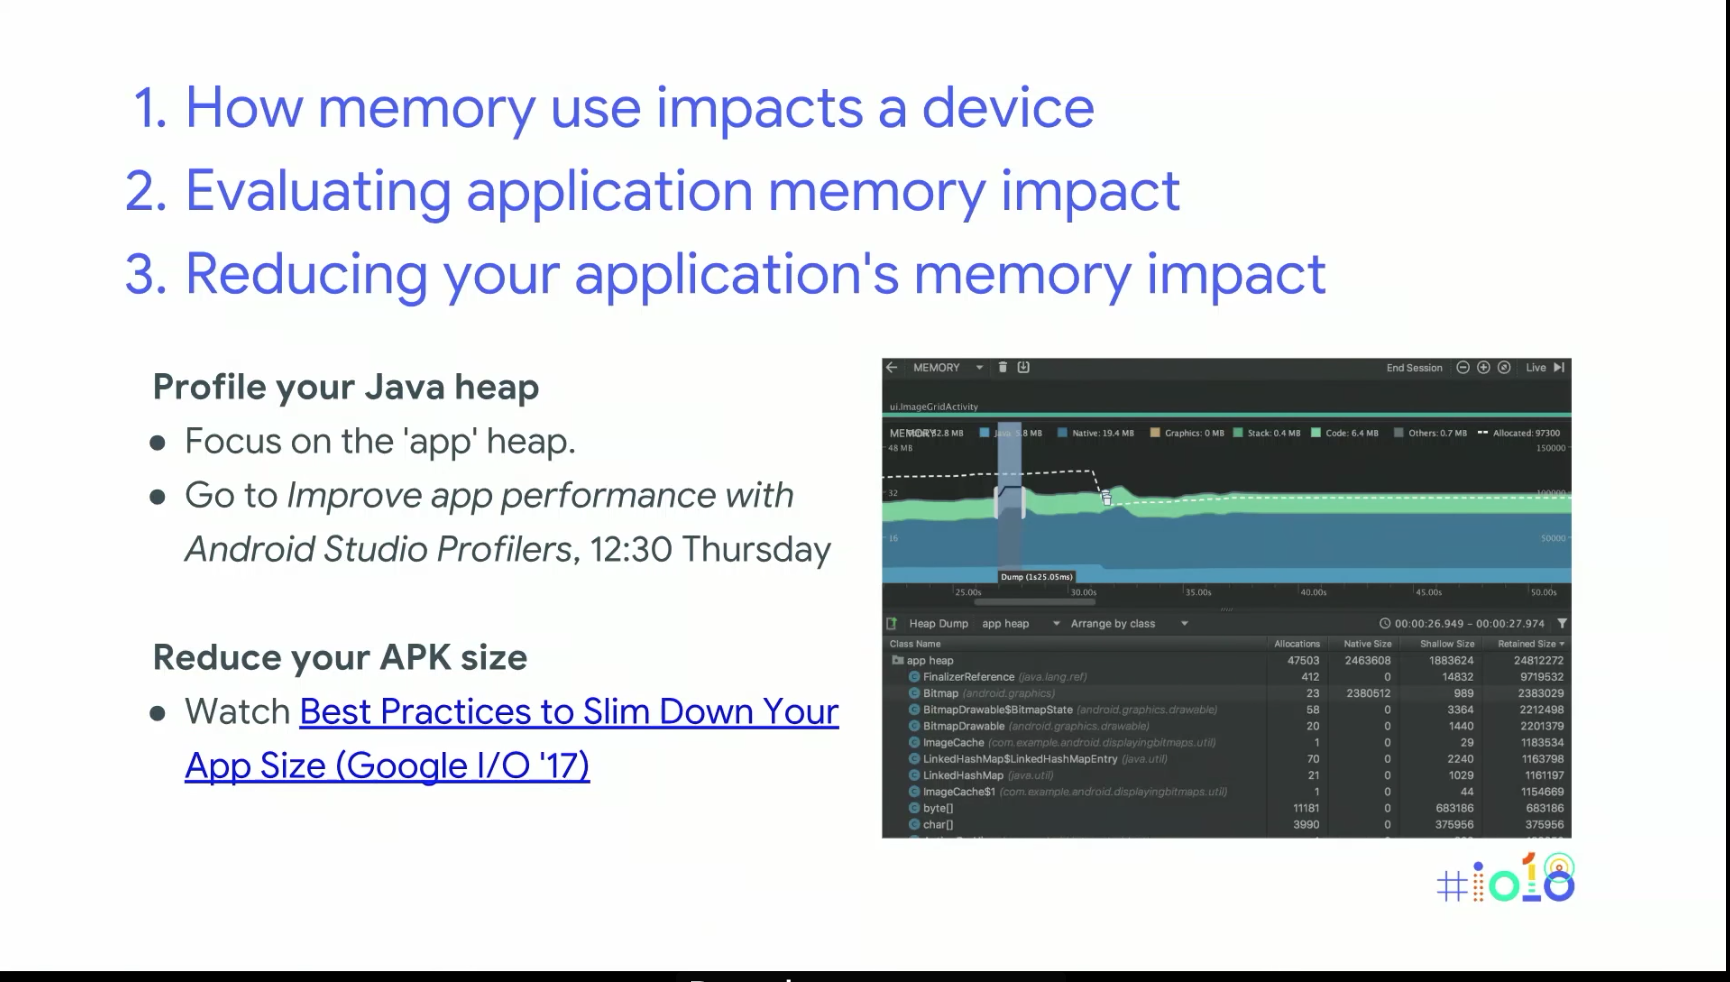 1. How memory use impacts a device
2. Evaluating application memory impact
3. Reducing your application's memory impact
Profile your Java heap
● Focus on the 'app' heap.
● Go to Improve app performance with
Android Studio Profilers, 12:30 Thursday
Reduce your APK size
● Watch Best Practices to Slim Down Your
App Size (Google I/O '17)
MEMORY End Session Live
ui.ImageGridActivity
MEMORY 2.8 MB 5.8 MB Native: 19.4 MB Graphics: 0 MB Stack: 0.4 MB Code: 6.4 MB Others: 0.7 MB Allocated: 97300
48 MB 150000
32 100000
16 50000
Dump (1s25.05ms)
25.00s 30.00s 35.00s 40.00s 45.00s 50.00s
Heap Dump app heap Arrange by class 00:00:26.949 - 00:00:27.974
Class Name Allocations Native Size Shallow Size Retained Size
app heap 47503 2463608 1883624 24812272
FinalizerReference (java.lang.ref) 412 0 14832 9719532
Bitmap (android.graphics) 23 2380512 989 2383029
BitmapDrawable$BitmapState (android.graphics.drawable) 58 0 3364 2212498
BitmapDrawable (android.graphics.drawable) 20 0 1440 2201379
ImageCache (com.example.android.displayingbitmaps.util) 1 0 29 1183534
LinkedHashMap$LinkedHashMapEntry (java.util) 70 0 2240 1163798
LinkedHashMap (java.util) 21 0 1029 1161197
ImageCache$1 (com.example.android.displayingbitmaps.util) 1 0 44 1154669
byte[] 11181 0 683186 683186
char[] 3990 0 375956 375956
#io18